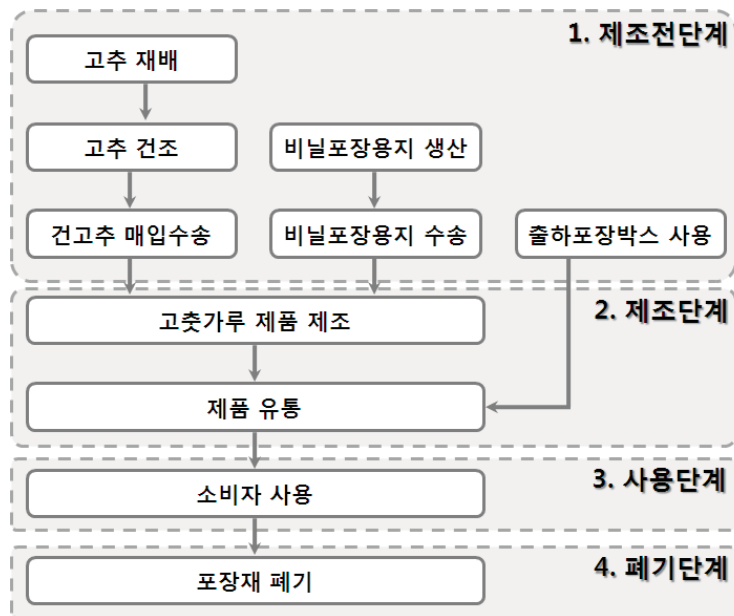 1. 제조전단계
고추 재배
고추 건조
비닐포장용지 생산
건고추 매입수송
비닐포장용지 수송
출하포장박스 사용
2. 제조단계
고춧가루 제품 제조
제품 유통
3. 사용단계
소비자 사용
4. 폐기단계
포장재 폐기